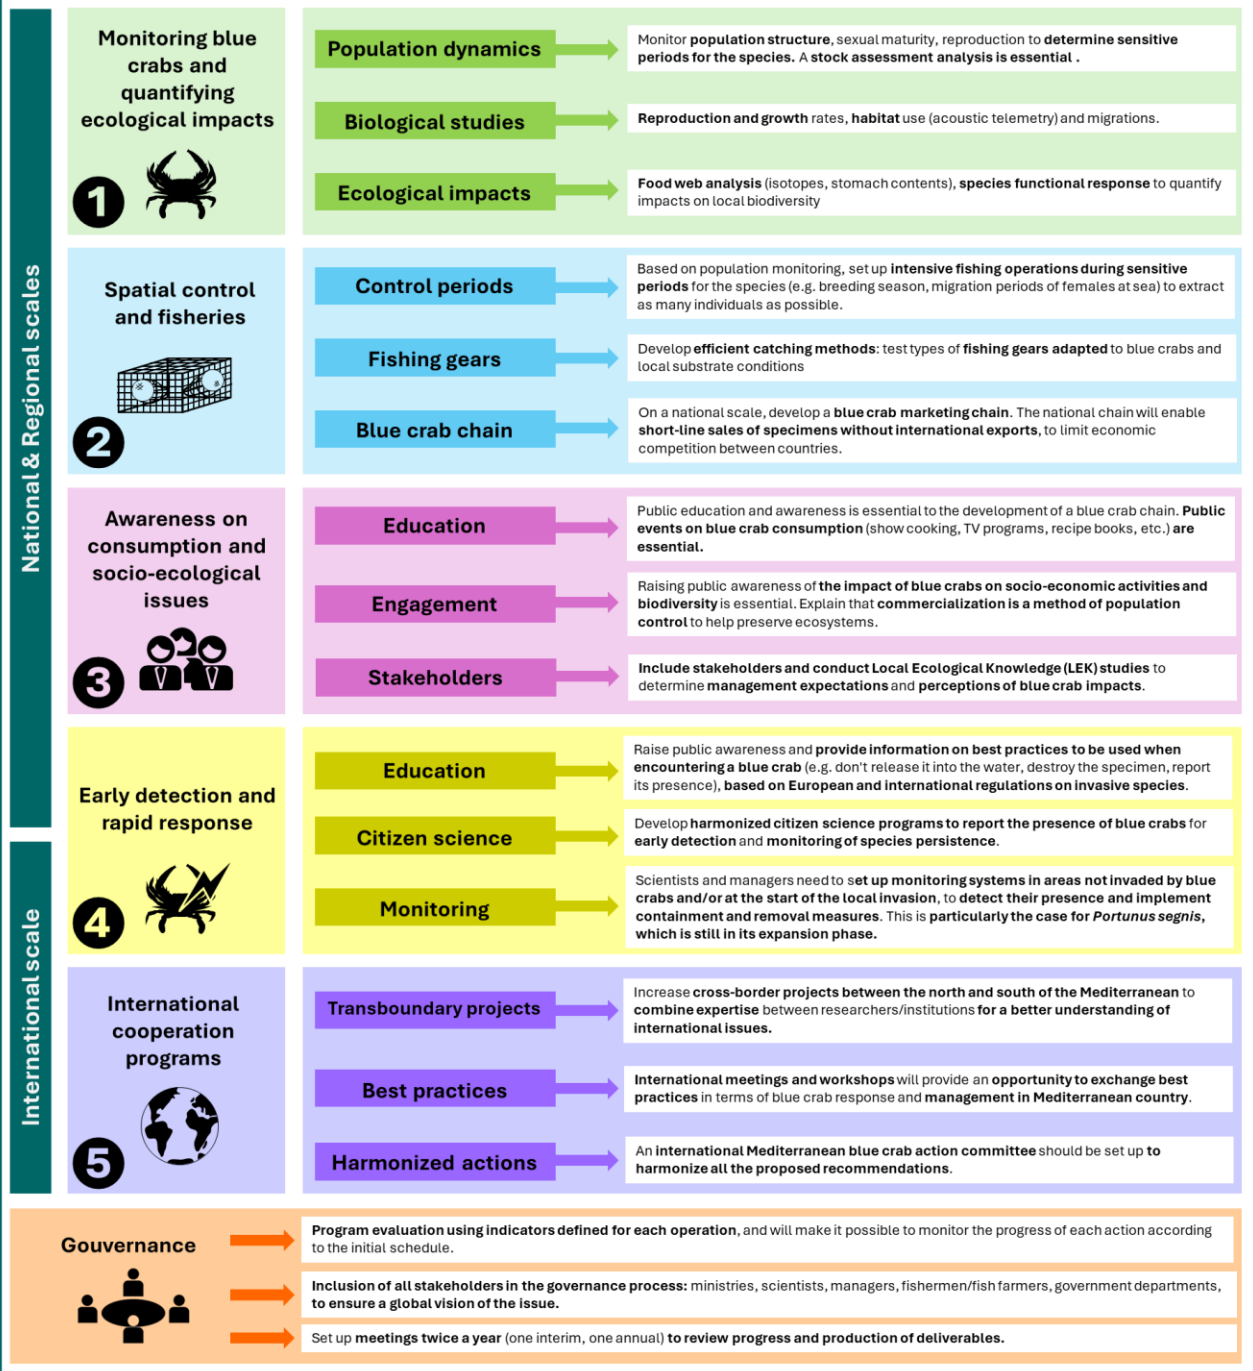 National & Regional scales
Monitoring blue
crabs and
quantifying
ecological impacts
1
Population dynamics
Monitor population structure, sexual maturity, reproduction to determine sensitive
periods for the species. A stock assessment analysis is essential .
Biological studies
Reproduction and growth rates, habitat use (acoustic telemetry) and migrations.
Ecological impacts
Food web analysis (isotopes, stomach contents), species functional response to quantify
impacts on local biodiversity
Spatial control
and fisheries
2
Control periods
Based on population monitoring, set up intensive fishing operations during sensitive
periods for the species (e.g. breeding season, migration periods of females at sea) to extract
as many individuals as possible.
Fishing gears
Develop efficient catching methods: test types of fishing gears adapted to blue crabs and
local substrate conditions
Blue crab chain
On a national scale, develop a blue crab marketing chain. The national chain will enable
short-line sales of specimens without international exports, to limit economic
competition between countries.
Awareness on
consumption and
socio-ecological
issues
3
Education
Public education and awareness is essential to the development of a blue crab chain. Public
events on blue crab consumption (show cooking, TV programs, recipe books, etc.) are
essential.
Engagement
Raising public awareness of the impact of blue crabs on socio-economic activities and
biodiversity is essential. Explain that commercialization is a method of population
control to help preserve ecosystems.
Stakeholders
Include stakeholders and conduct Local Ecological Knowledge (LEK) studies to
determine management expectations and perceptions of blue crab impacts.
Early detection and
rapid response
4
Education
Raise public awareness and provide information on best practices to be used when
encountering a blue crab (e.g. don't release it into the water, destroy the specimen, report
its presence), based on European and international regulations on invasive species.
Citizen science
Develop harmonized citizen science programs to report the presence of blue crabs for
early detection and monitoring of species persistence.
Monitoring
Scientists and managers need to set up monitoring systems in areas not invaded by blue
crabs and/or at the start of the local invasion, to detect their presence and implement
containment and removal measures. This is particularly the case for Portunus segnis,
which is still in its expansion phase.
International scale
International
cooperation
programs
5
Transboundary projects
Increase cross-border projects between the north and south of the Mediterranean to
combine expertise between researchers/institutions for a better understanding of
international issues.
Best practices
International meetings and workshops will provide an opportunity to exchange best
practices in terms of blue crab response and management in Mediterranean country.
Harmonized actions
An international Mediterranean blue crab action committee should be set up to
harmonize all the proposed recommendations.
Gouvernance
Program evaluation using indicators defined for each operation, and will make it possible to monitor the progress of each action according
to the initial schedule.
Inclusion of all stakeholders in the governance process: ministries, scientists, managers, fishermen/fish farmers, government departments,
to ensure a global vision of the issue.
Set up meetings twice a year (one interim, one annual) to review progress and production of deliverables.